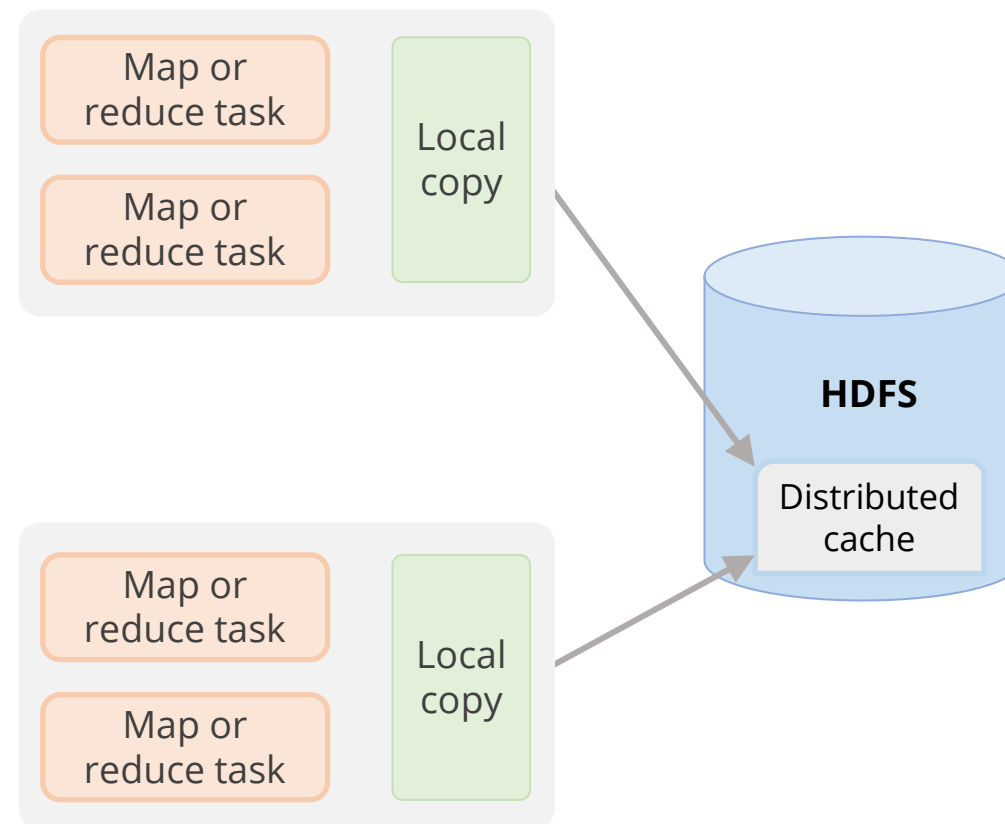 Map or
reduce task
Map or
reduce task
Local
copy
HDFS
Distributed
cache
Map or
reduce task
Map or
reduce task
Local
copy